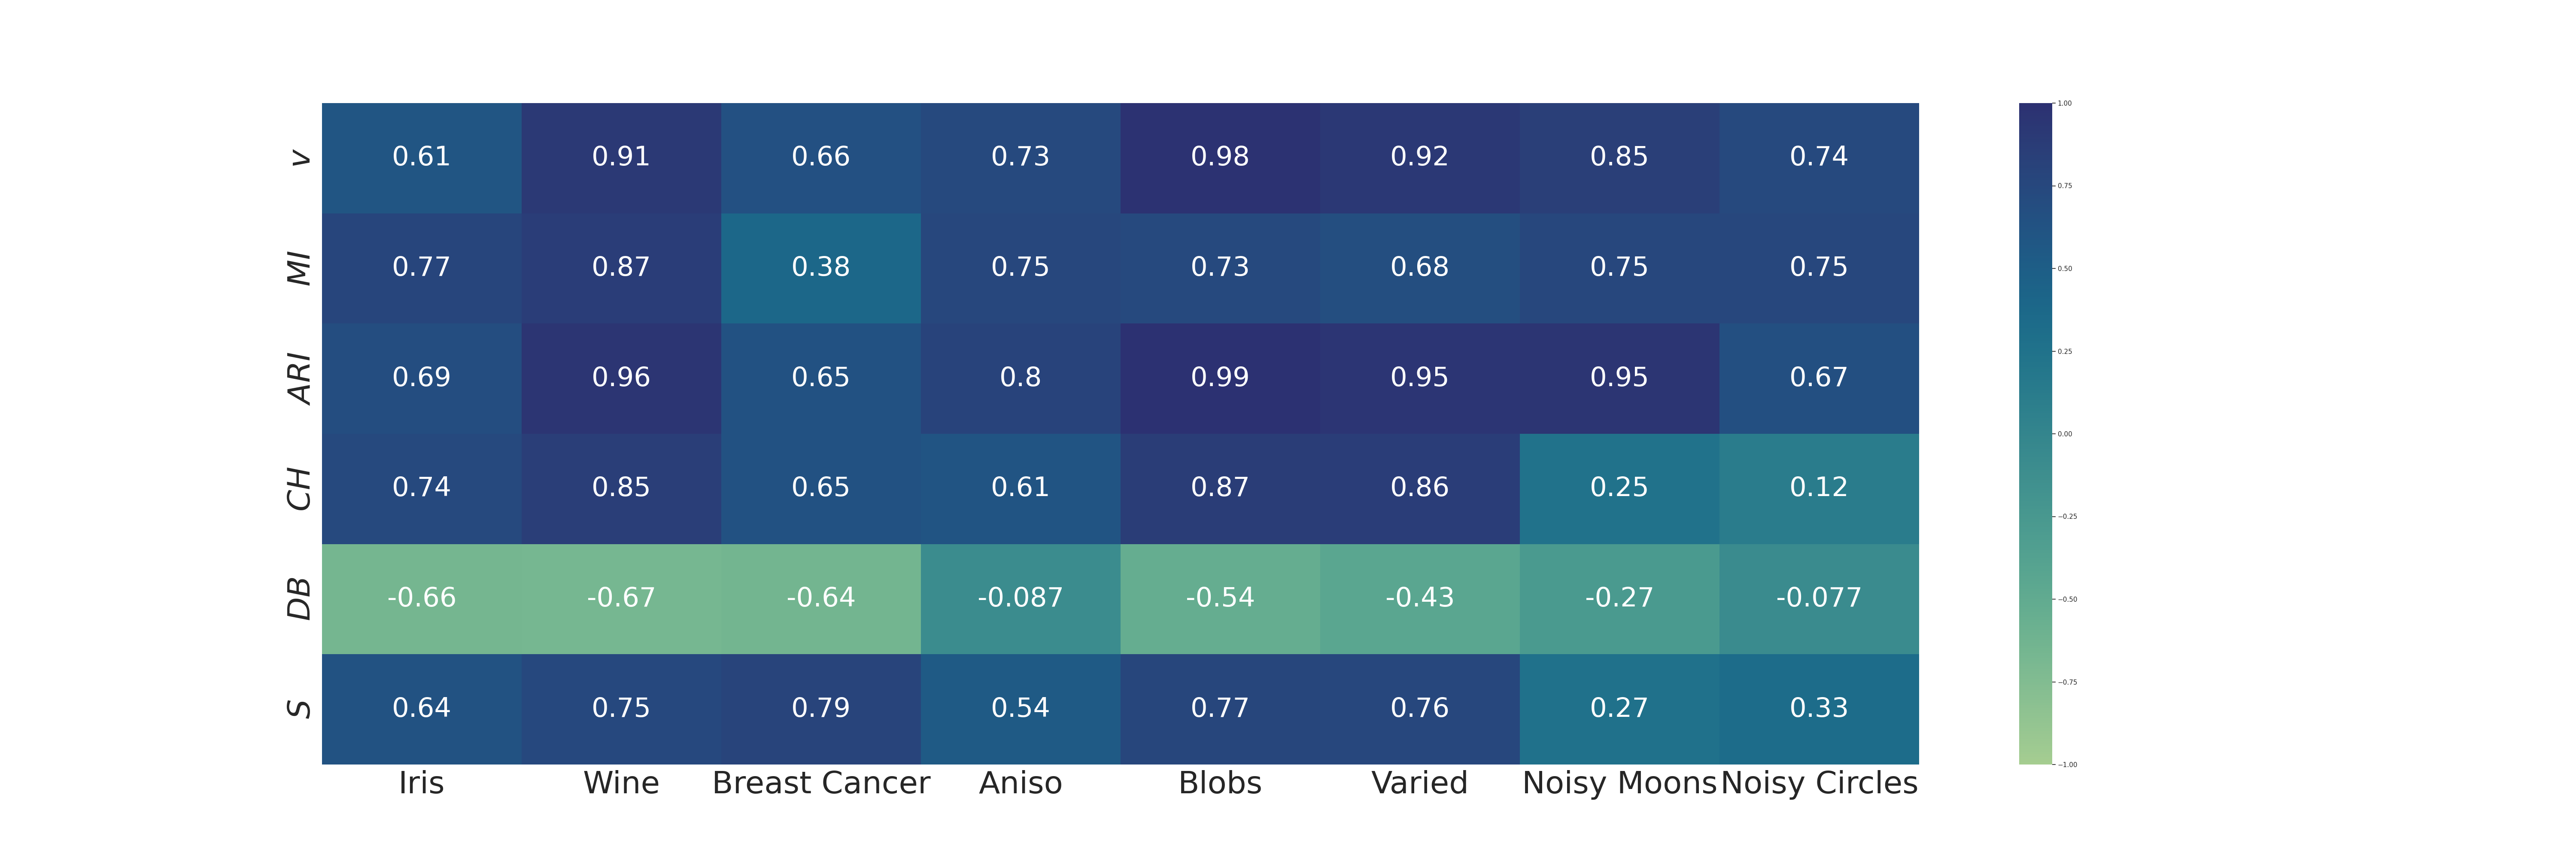 v 0.61 0.91 0.66 0.73 0.98 0.92 0.85 0.74
MI 0.77 0.87 0.38 0.75 0.73 0.68 0.75 0.75
ARI 0.69 0.96 0.65 0.8 0.99 0.95 0.95 0.67
CH 0.74 0.85 0.65 0.61 0.87 0.86 0.25 0.12
DB -0.66 -0.67 -0.64 -0.087 -0.54 -0.43 -0.27 -0.077
S 0.64 0.75 0.79 0.54 0.77 0.76 0.27 0.33
Iris Wine Breast Cancer Aniso Blobs Varied Noisy Moons Noisy Circles
1.00
0.75
0.50
0.25
0.00
−0.25
−0.50
−0.75
−1.00